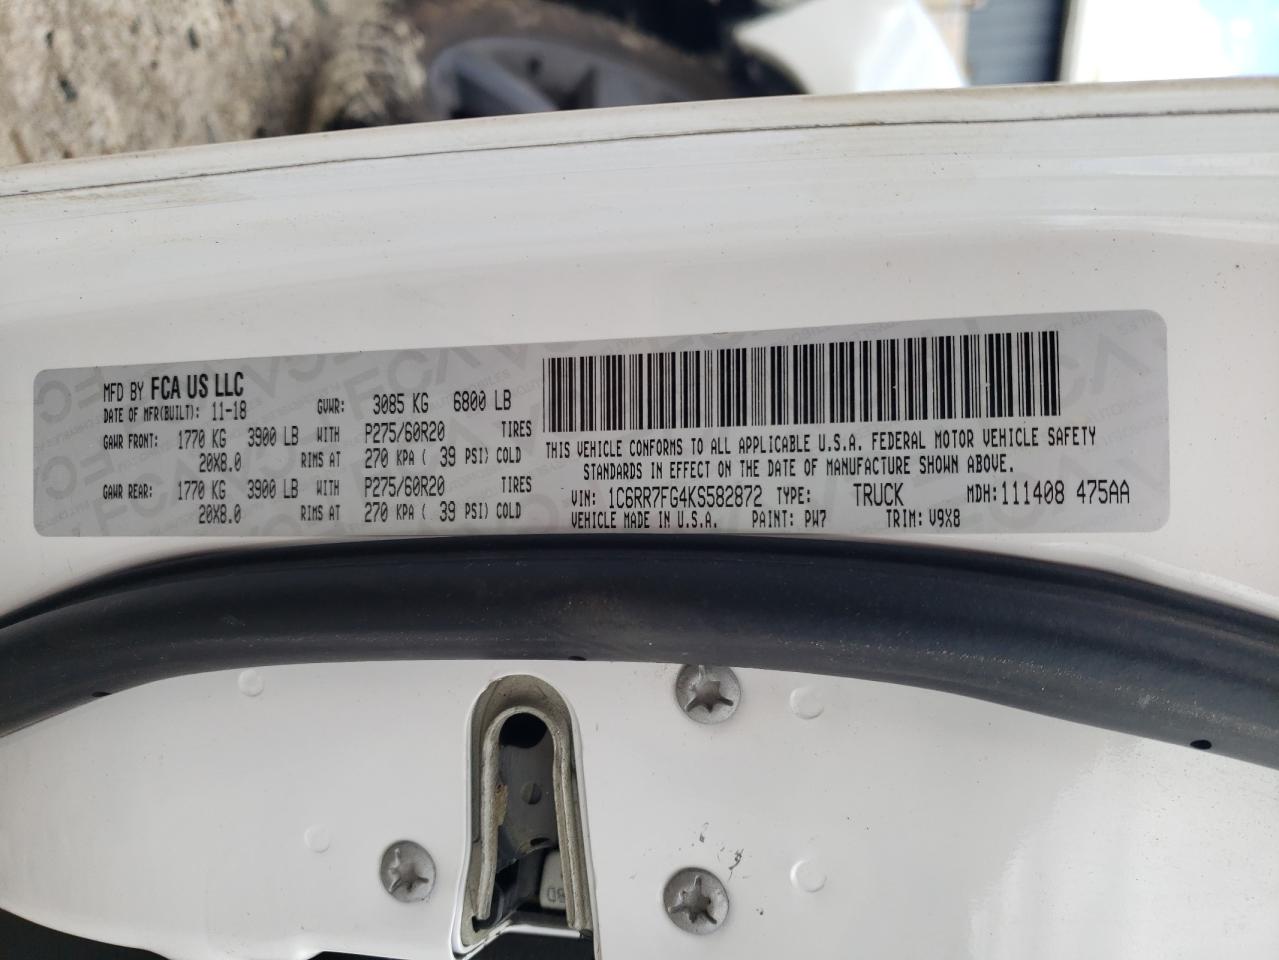 MFD BY FCA US LLC
DATE OF MFR(BUILT): 11-18 GVWR: 3085 KG 6800 LB
GAWR FRONT: 1770 KG 3900 LB WITH P275/60R20 TIRES
20X8.0 RIMS AT 270 KPA ( 39 PSI) COLD
GAWR REAR: 1770 KG 3900 LB WITH P275/60R20 TIRES
20X8.0 RIMS AT 270 KPA ( 39 PSI) COLD
THIS VEHICLE CONFORMS TO ALL APPLICABLE U.S.A. FEDERAL MOTOR VEHICLE SAFETY
STANDARDS IN EFFECT ON THE DATE OF MANUFACTURE SHOWN ABOVE.
VIN: 1C6RR7FG4KS582872 TYPE: TRUCK MDH:111408 475AA
VEHICLE MADE IN U.S.A. PAINT: PW7 TRIM: V9X8